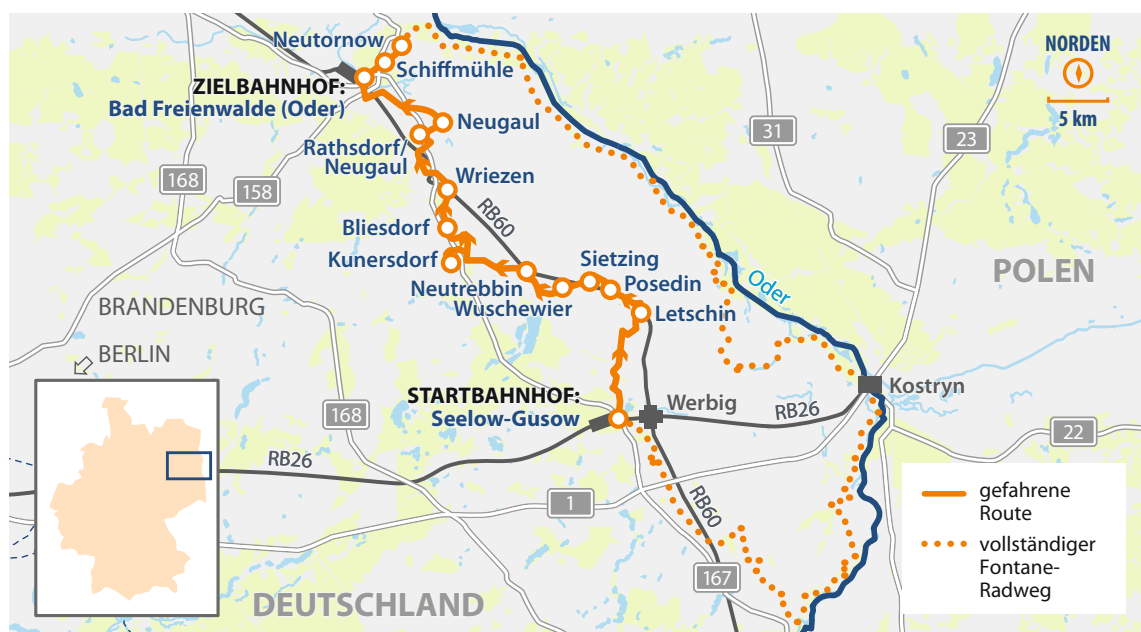 Neutornow
Schiffmühle
ZIELBAHNHOF:
Bad Freienwalde (Oder)
NORDEN
5 km
31
23
Neugaul
Rathsdorf/
Neugaul
168
158
Wriezen
RB60
Bliesdorf
Kunersdorf
Sietzing
Posedin
Neutrebbin
Wuschewier
Letschin
Oder
POLEN
BRANDENBURG
BERLIN
STARTBAHNHOF:
Seelow-Gusow
Werbig
Kostryn
RB26
168
22
RB26
1
RB60
167
DEUTSCHLAND
gefahrene
Route
vollständiger
Fontane-
Radweg